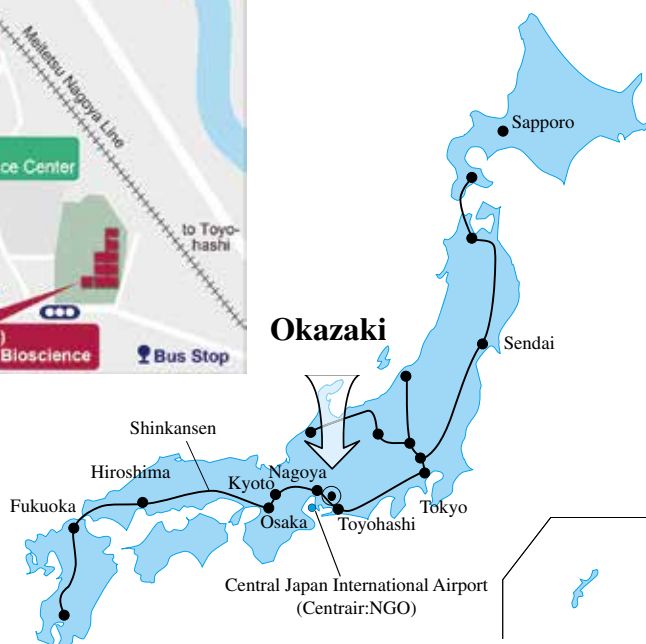 Meitetsu Nagoya Line
ce Center
to Toyo-
hashi
)
Bioscience
Bus Stop
Sapporo
Okazaki
Sendai
Shinkansen
Hiroshima
Nagoya
Kyoto
Fukuoka
Osaka
Toyohashi
Tokyo
Central Japan International Airport
(Centrair:NGO)